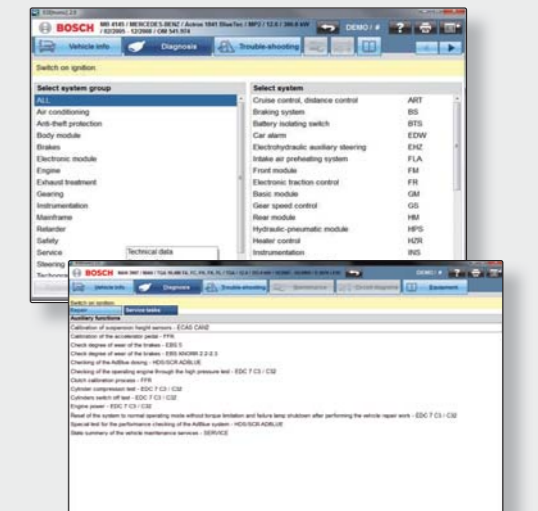 ESI[tronic] 2.0
BOSCH MB 4145 / MERCEDES-BENZ / Actros 1841 BlueTec / MP2 / 12.0 / 300.0 kW
/ 02/2005 - 12/2008 / OM 541.974
DEMO / #
Vehicle info Diagnosis Trouble-shooting
Switch on ignition.
Select system group Select system
ALL Cruise control, distance control ART
Air conditioning Braking system BS
Anti-theft protection Battery isolating switch BTS
Body module Car alarm EDW
Brakes Electrohydraulic auxiliary steering EHZ
Electronic module Intake air preheating system FLA
Engine Front module FM
Exhaust treatment Electronic traction control FR
Gearing Basic module GM
Instrumentation Gear speed control GS
Mainframe Rear module HM
Retarder Hydraulic-pneumatic module HPS
Safety Heater control HZR
Service Technical data Instrumentation INS
Steering
BOSCH DEMO / #
Vehicle info Diagnosis Trouble-shooting Maintenance Circuit diagrams Equipment
Switch on ignition
Repair Service tasks
Auxiliary functions
Calibration of suspension height sensors - ECAS CAN2
Calibration of the accelerator pedal - FFR
Check degree of wear of the brakes - EBS 5
Check degree of wear of the brakes - EBS KNORR 2.2-2.3
Checking of the AdBlue dosing - HDS/SCR ADBLUE
Checking of the operating engine through the high pressure test - EDC 7 C3 / C32
Clutch calibration process - FFR
Cylinder compression test - EDC 7 C3 / C32
Cylinders switch off test - EDC 7 C3 / C32
Engine power - EDC 7 C3 / C32
Reset of the system to normal operating mode without torque limitation and failure lamp shutdown after performing the vehicle repair work - EDC 7 C3 / C32
Special test for the performance checking of the AdBlue system - HDS/SCR ADBLUE
State summary of the vehicle maintenance services - SERVICE